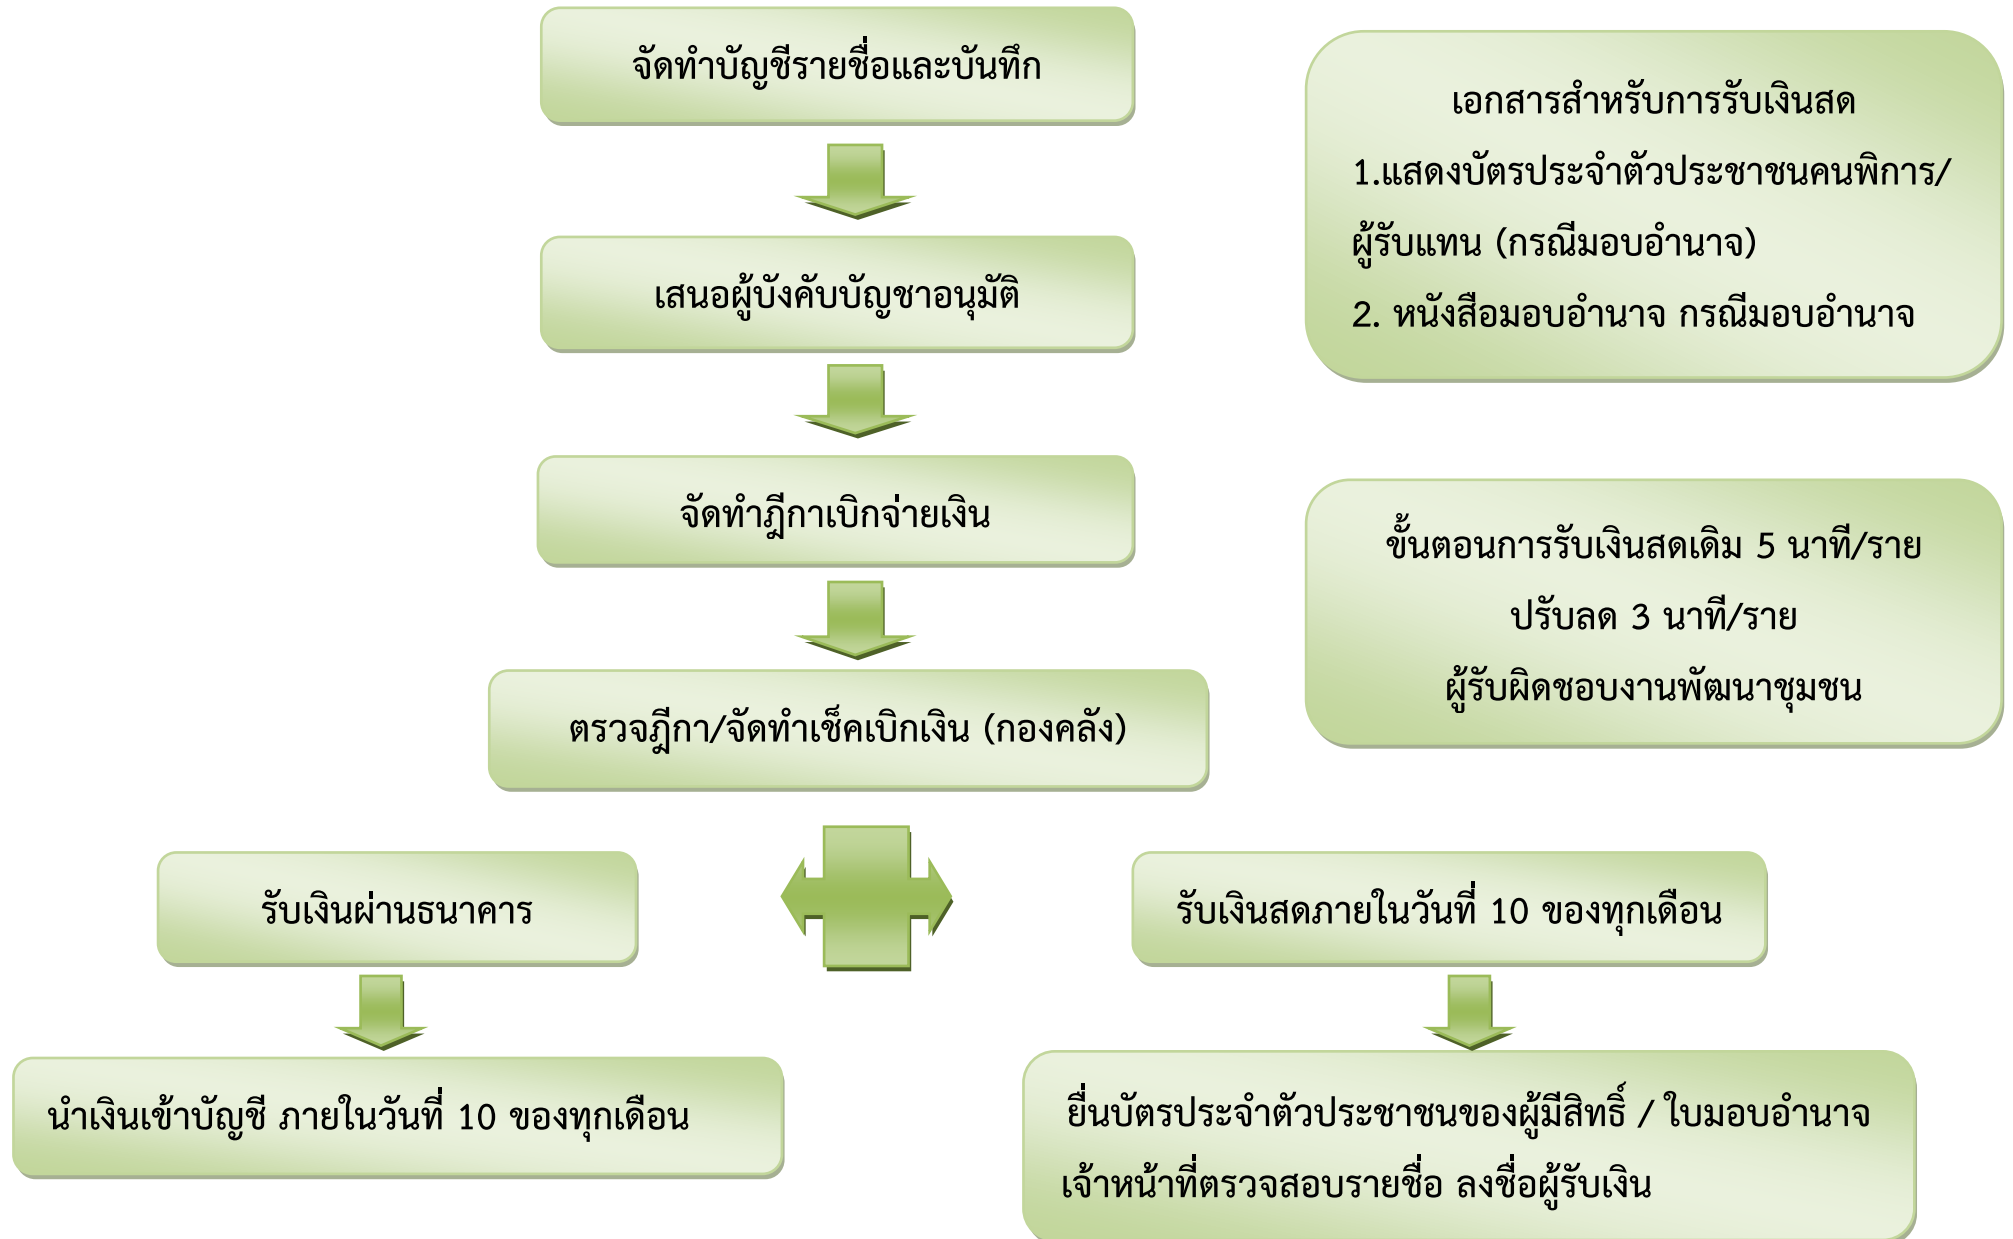 จัดทำบัญชีรายชื่อและบันทึก
เสนอผู้บังคับบัญชาอนุมัติ
จัดทำฎีกาเบิกจ่ายเงิน
ตรวจฎีกา/จัดทำเช็คเบิกเงิน (กองคลัง)
เอกสารสำหรับการรับเงินสด
1.แสดงบัตรประจำตัวประชาชนคนพิการ/
ผู้รับแทน (กรณีมอบอำนาจ)
2. หนังสือมอบอำนาจ กรณีมอบอำนาจ
ขั้นตอนการรับเงินสดเดิม 5 นาที/ราย
ปรับลด 3 นาที/ราย
ผู้รับผิดชอบงานพัฒนาชุมชน
รับเงินผ่านธนาคาร
นำเงินเข้าบัญชี ภายในวันที่ 10 ของทุกเดือน
รับเงินสดภายในวันที่ 10 ของทุกเดือน
ยื่นบัตรประจำตัวประชาชนของผู้มีสิทธิ์ / ใบมอบอำนาจ
เจ้าหน้าที่ตรวจสอบรายชื่อ ลงชื่อผู้รับเงิน